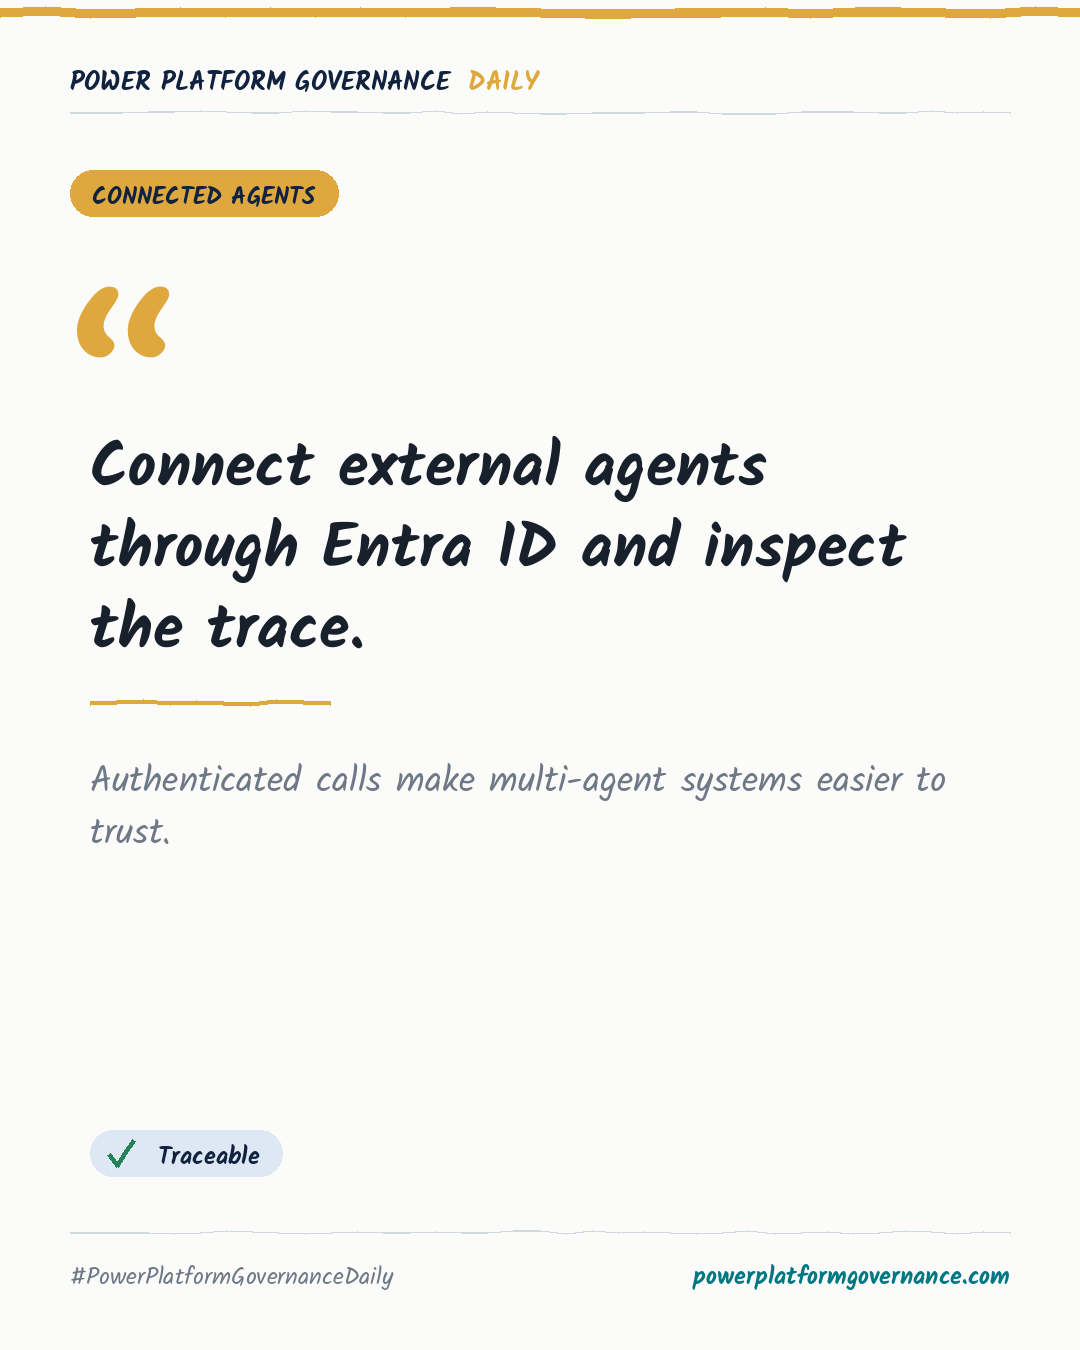 POWER PLATFORM GOVERNANCE DAILY
CONNECTED AGENTS
“
Connect external agents
through Entra ID and inspect
the trace.
Authenticated calls make multi-agent systems easier to
trust.
✓ Traceable
#PowerPlatformGovernanceDaily
powerplatformgovernance.com